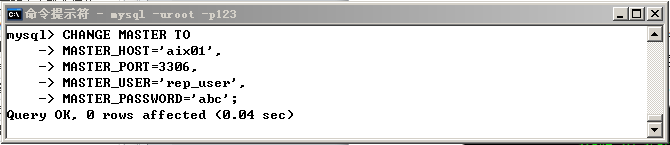 命令提示符 - mysql -uroot -p123
mysql> CHANGE MASTER TO
    -> MASTER_HOST='aix01',
    -> MASTER_PORT=3306,
    -> MASTER_USER='rep_user',
    -> MASTER_PASSWORD='abc';
Query OK, 0 rows affected (0.04 sec)